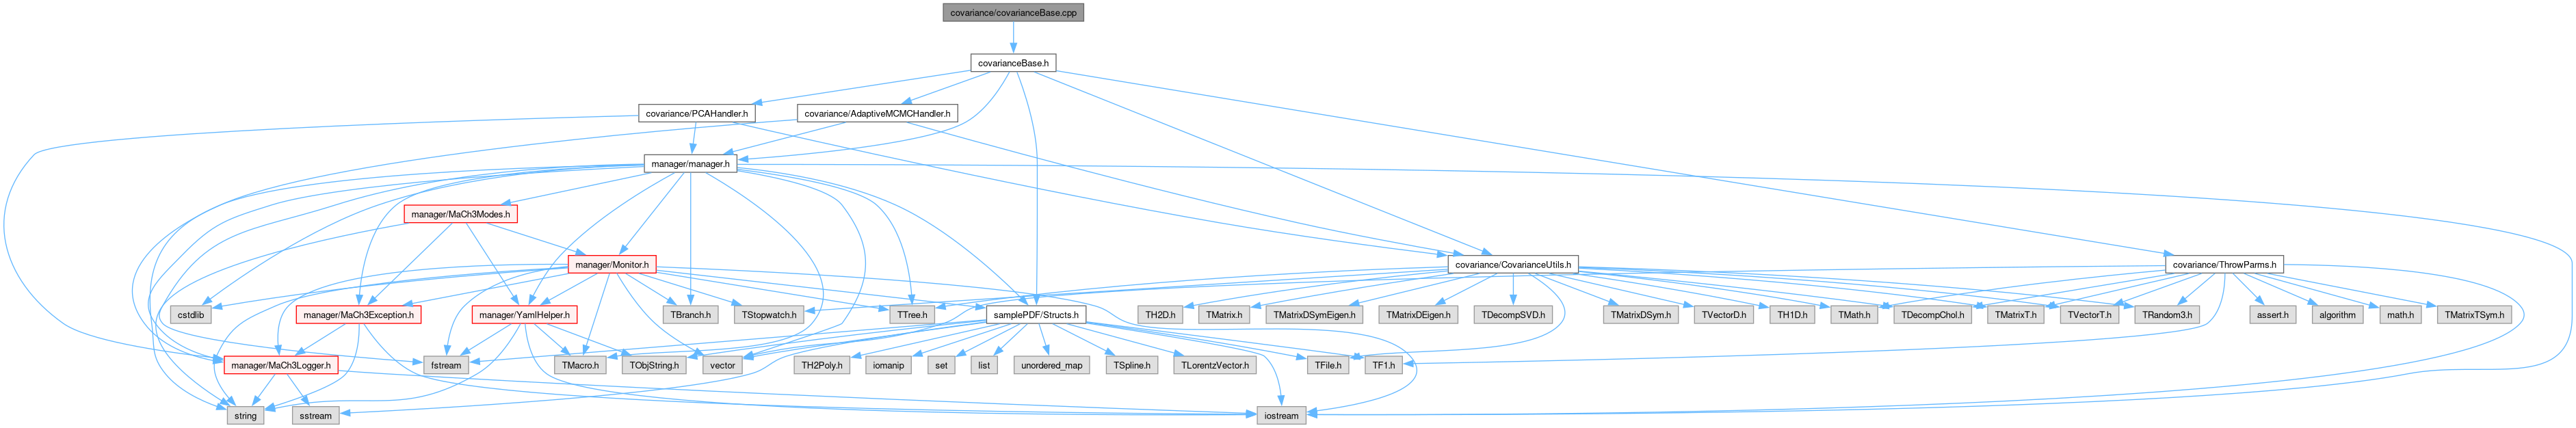 covariance/covarianceBase.cpp
covarianceBase.h
covariance/PCAHandler.h
covariance/AdaptiveMCMCHandler.h
manager/manager.h
manager/MaCh3Modes.h
manager/Monitor.h
covariance/CovarianceUtils.h
covariance/ThrowParms.h
cstdlib
manager/MaCh3Exception.h
manager/YamlHelper.h
TBranch.h
TStopwatch.h
TTree.h
samplePDF/Structs.h
TH2D.h
TMatrix.h
TMatrixDSymEigen.h
TMatrixDEigen.h
TDecompSVD.h
TMatrixDSym.h
TVectorD.h
TH1D.h
TMath.h
TDecompChol.h
TMatrixT.h
TVectorT.h
TRandom3.h
assert.h
algorithm
math.h
TMatrixTSym.h
manager/MaCh3Logger.h
fstream
TMacro.h
TObjString.h
vector
TH2Poly.h
iomanip
set
list
unordered_map
TSpline.h
TLorentzVector.h
TFile.h
TF1.h
string
sstream
iostream